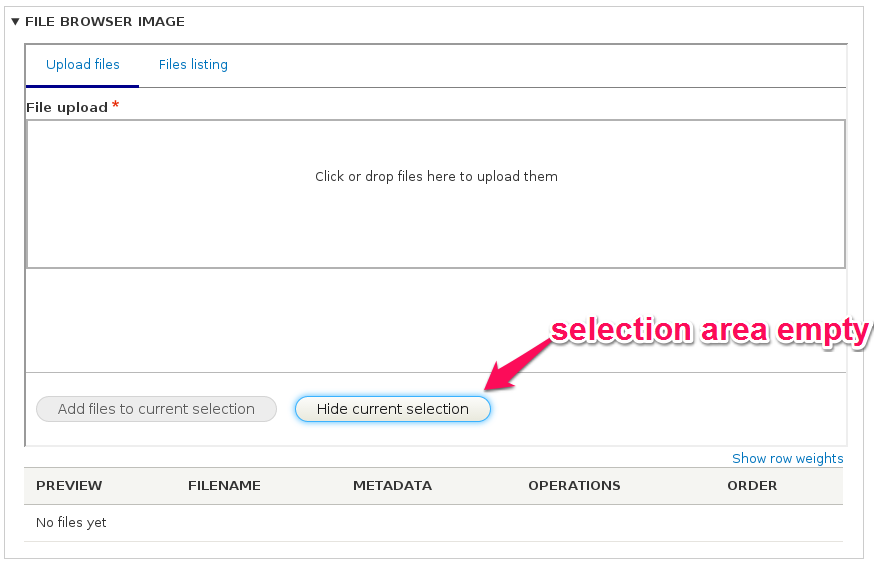 ▼ FILE BROWSER IMAGE
Upload files Files listing
File upload *
Click or drop files here to upload them
selection area empty
Add files to current selection Hide current selection
Show row weights
PREVIEW FILENAME METADATA OPERATIONS ORDER
No files yet